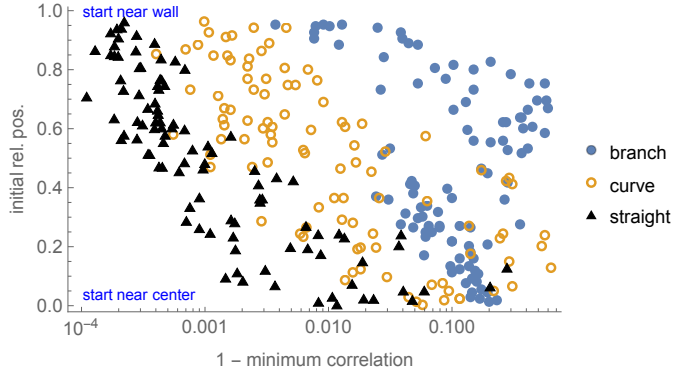 1.0
start near wall
0.8
0.6
0.4
0.2
0.0
start near center
initial rel. pos.
10⁻⁴
0.001
0.010
0.100
1 − minimum correlation
branch
curve
straight